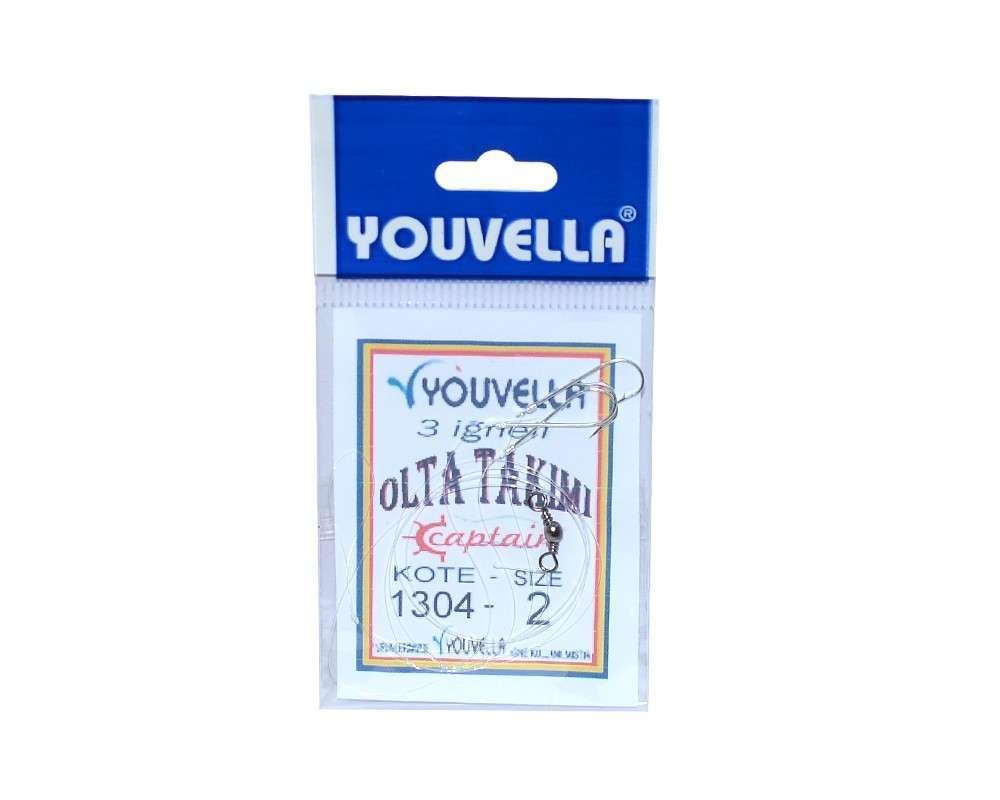 YOUVELLA®
YOUVELLA
3 iğneli
OLTA TAKIMI
captain
KOTE - SIZE
1304 - 2
YOUVELLA